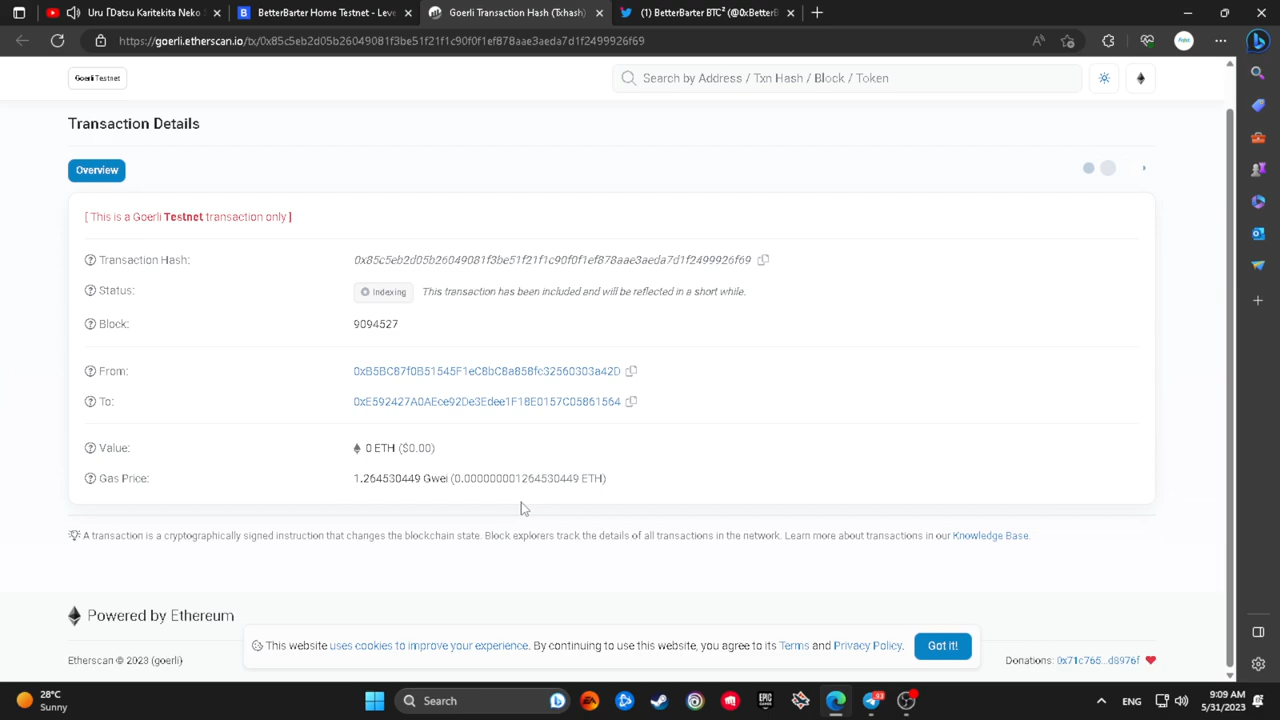 Uru「Datsu Karitekita Neko S
BetterBarter Home Testnet - Leve
Goerli Transaction Hash (Txhash)
(1) BetterBarter BTC² (@0xBetterB
https://goerli.etherscan.io/tx/0x85c5eb2d05b26049081f3be51f21f1c90f0f1ef878aae3aeda7d1f2499926f69
Goerli Testnet
Search by Address / Txn Hash / Block / Token
Transaction Details
Overview
[ This is a Goerli Testnet transaction only ]
Transaction Hash:
0x85c5eb2d05b26049081f3be51f21f1c90f0f1ef878aae3aeda7d1f2499926f69
Status:
Indexing
This transaction has been included and will be reflected in a short while.
Block:
9094527
From:
0xB5BC87f0B51545F1eC8bC8a858fc32560303a42D
To:
0xE592427A0AEce92De3Edee1F18E0157C05861564
Value:
0 ETH ($0.00)
Gas Price:
1.264530449 Gwei (0.000000001264530449 ETH)
A transaction is a cryptographically signed instruction that changes the blockchain state. Block explorers track the details of all transactions in the network. Learn more about transactions in our Knowledge Base.
Powered by Ethereum
This website uses cookies to improve your experience. By continuing to use this website, you agree to its Terms and Privacy Policy.
Got it!
Etherscan © 2023 (goerli)
Donations: 0x71c765...d8976f
28°C
Sunny
Search
EA
EPIC
GAMES
93
ENG
9:09 AM
5/31/2023